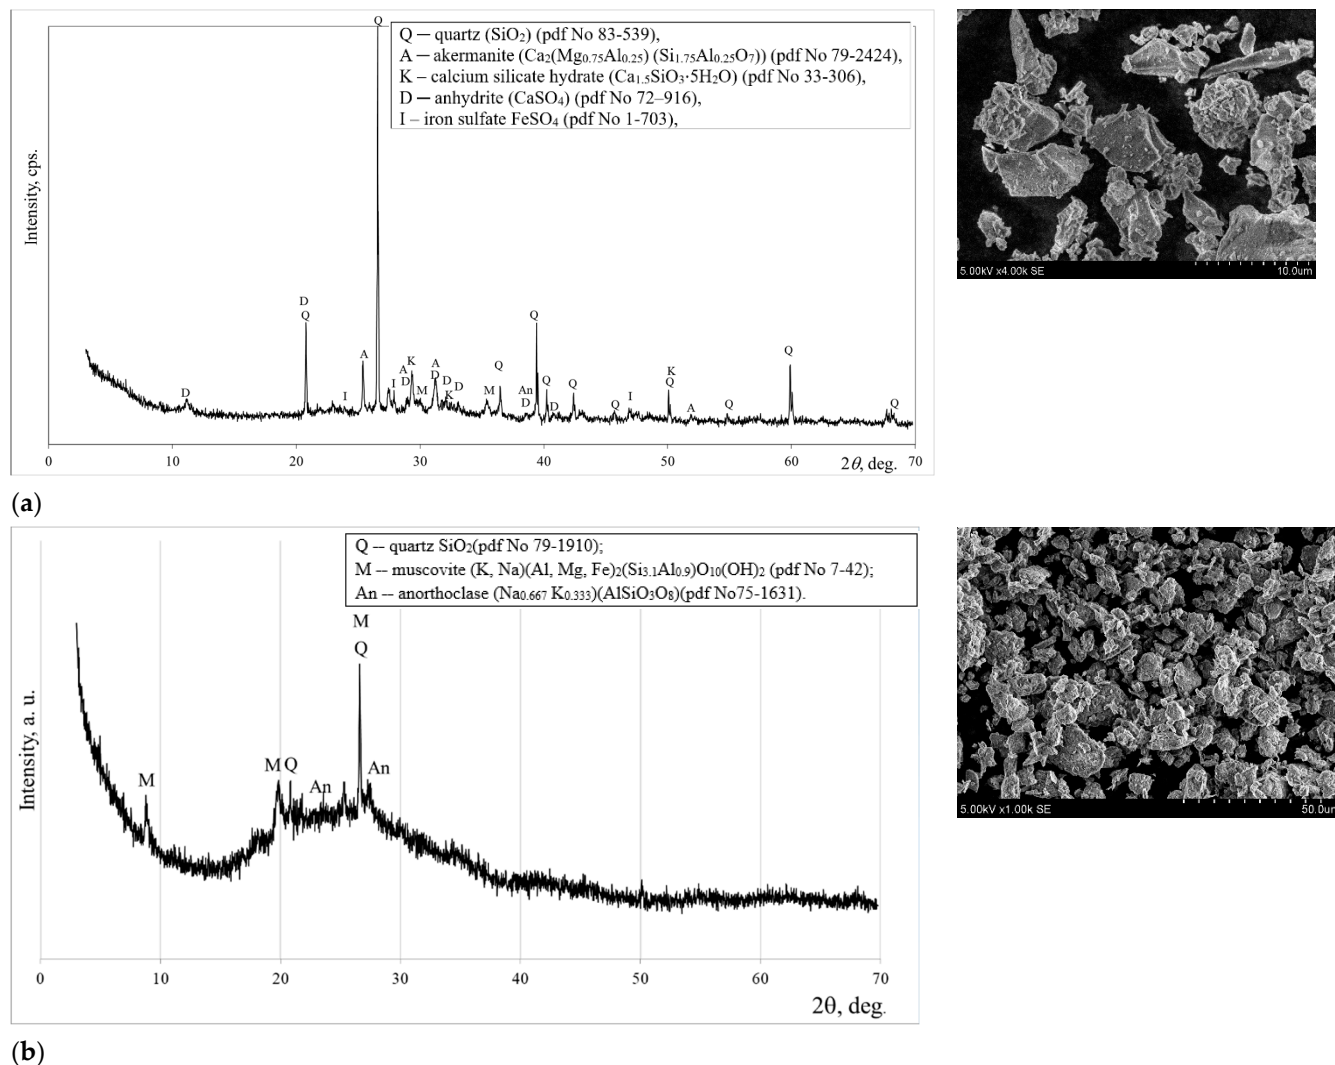 Q — quartz (SiO₂) (pdf No 83-539),
A — akermanite (Ca₂(Mg₀.₇₅Al₀.₂₅) (Si₁.₇₅Al₀.₂₅O₇)) (pdf No 79-2424),
K – calcium silicate hydrate (Ca₁.₅SiO₃·5H₂O) (pdf No 33-306),
D — anhydrite (CaSO₄) (pdf No 72–916),
I – iron sulfate FeSO₄ (pdf No 1-703),
Intensity, cps.
Q
D
Q
D
I
A
I
A
D
K
M
A
D
D
K
D
M
Q
An
D
Q
Q
D
Q
Q
I
K
Q
A
Q
Q
Q
0 10 20 30 40 50 60 70
2θ, deg.
5.00kV x4.00k SE 10.0um
(a)
Q -- quartz SiO₂(pdf No 79-1910);
M -- muscovite (K, Na)(Al, Mg, Fe)₂(Si₃.₁Al₀.₉)O₁₀(OH)₂ (pdf No 7-42);
An -- anorthoclase (Na₀.₆₆₇ K₀.₃₃₃)(AlSiO₃O₈)(pdf No75-1631).
Intensity, a. u.
M
M Q
An
M
Q
An
0 10 20 30 40 50 60 70
2θ, deg.
5.00kV x1.00k SE 50.0um
(b)